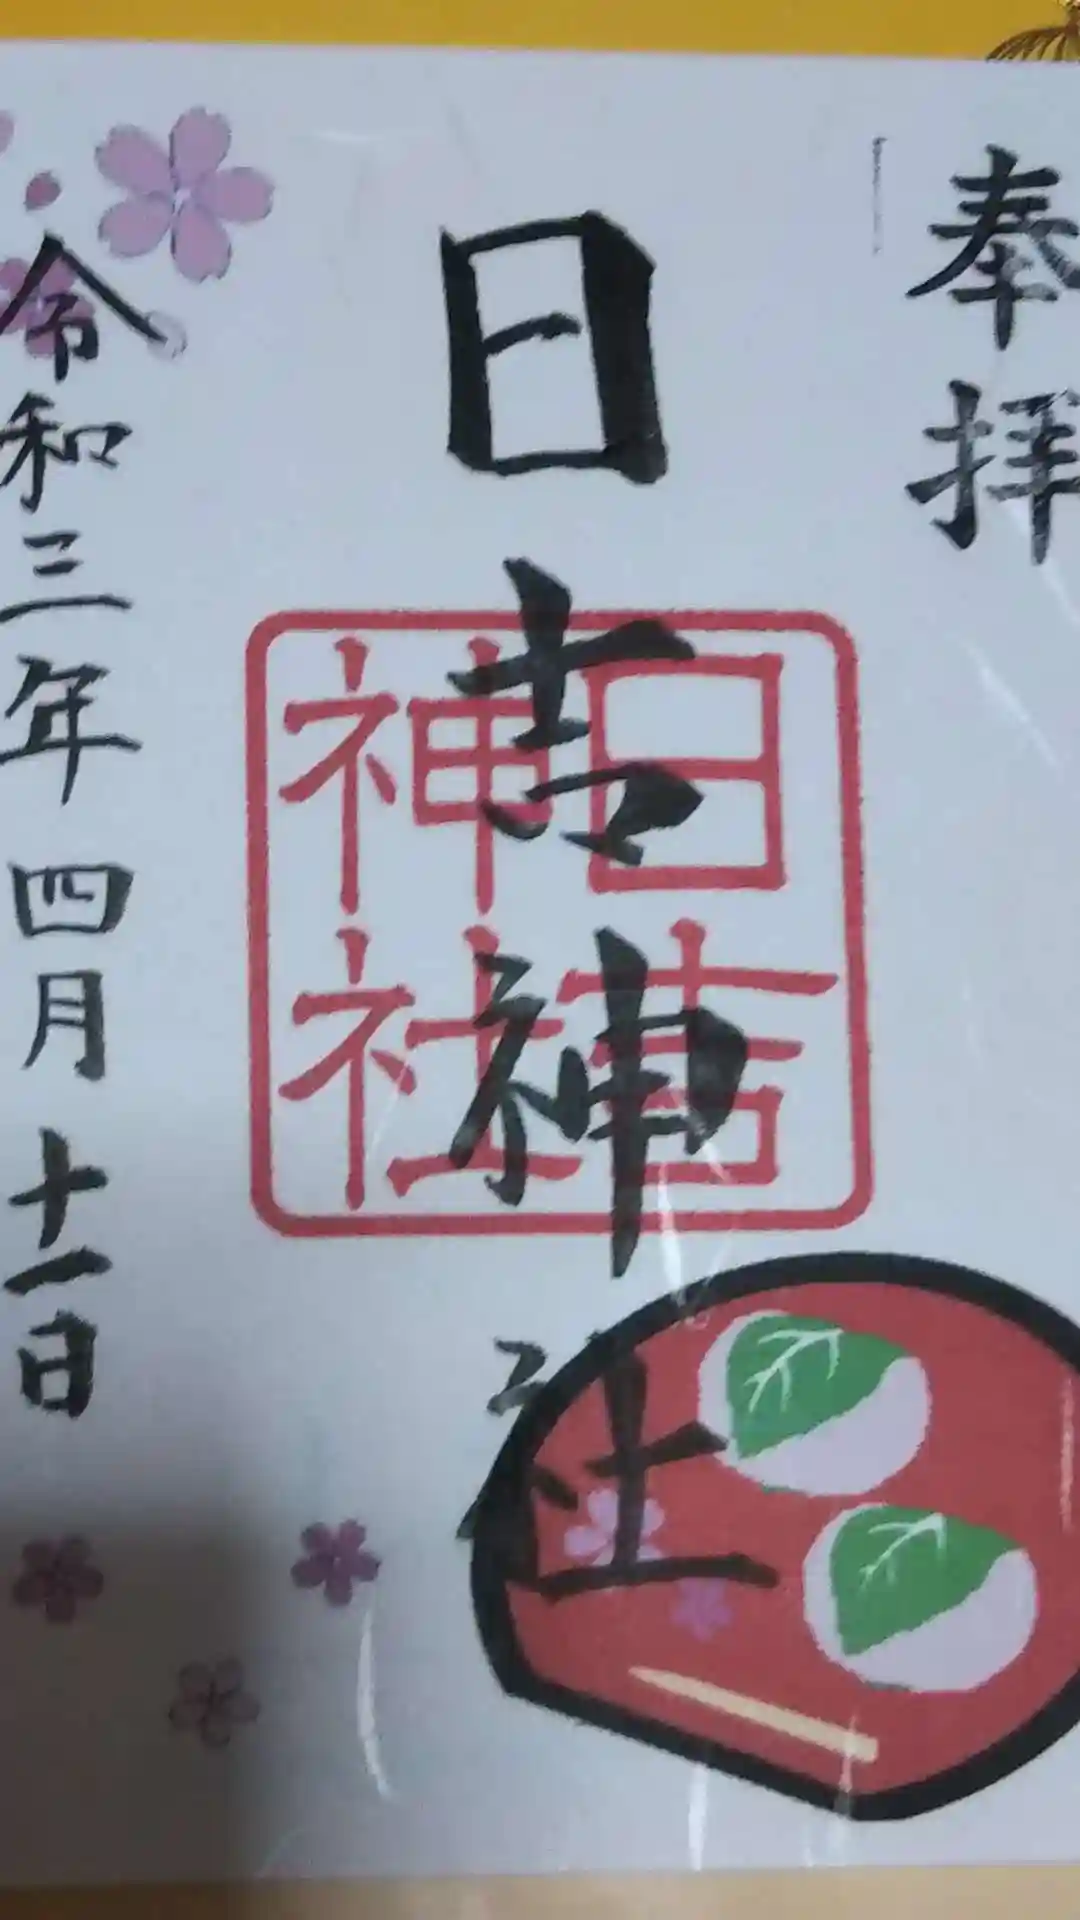 奉拝
日吉神社
日吉
神社
令和三年四月十一日